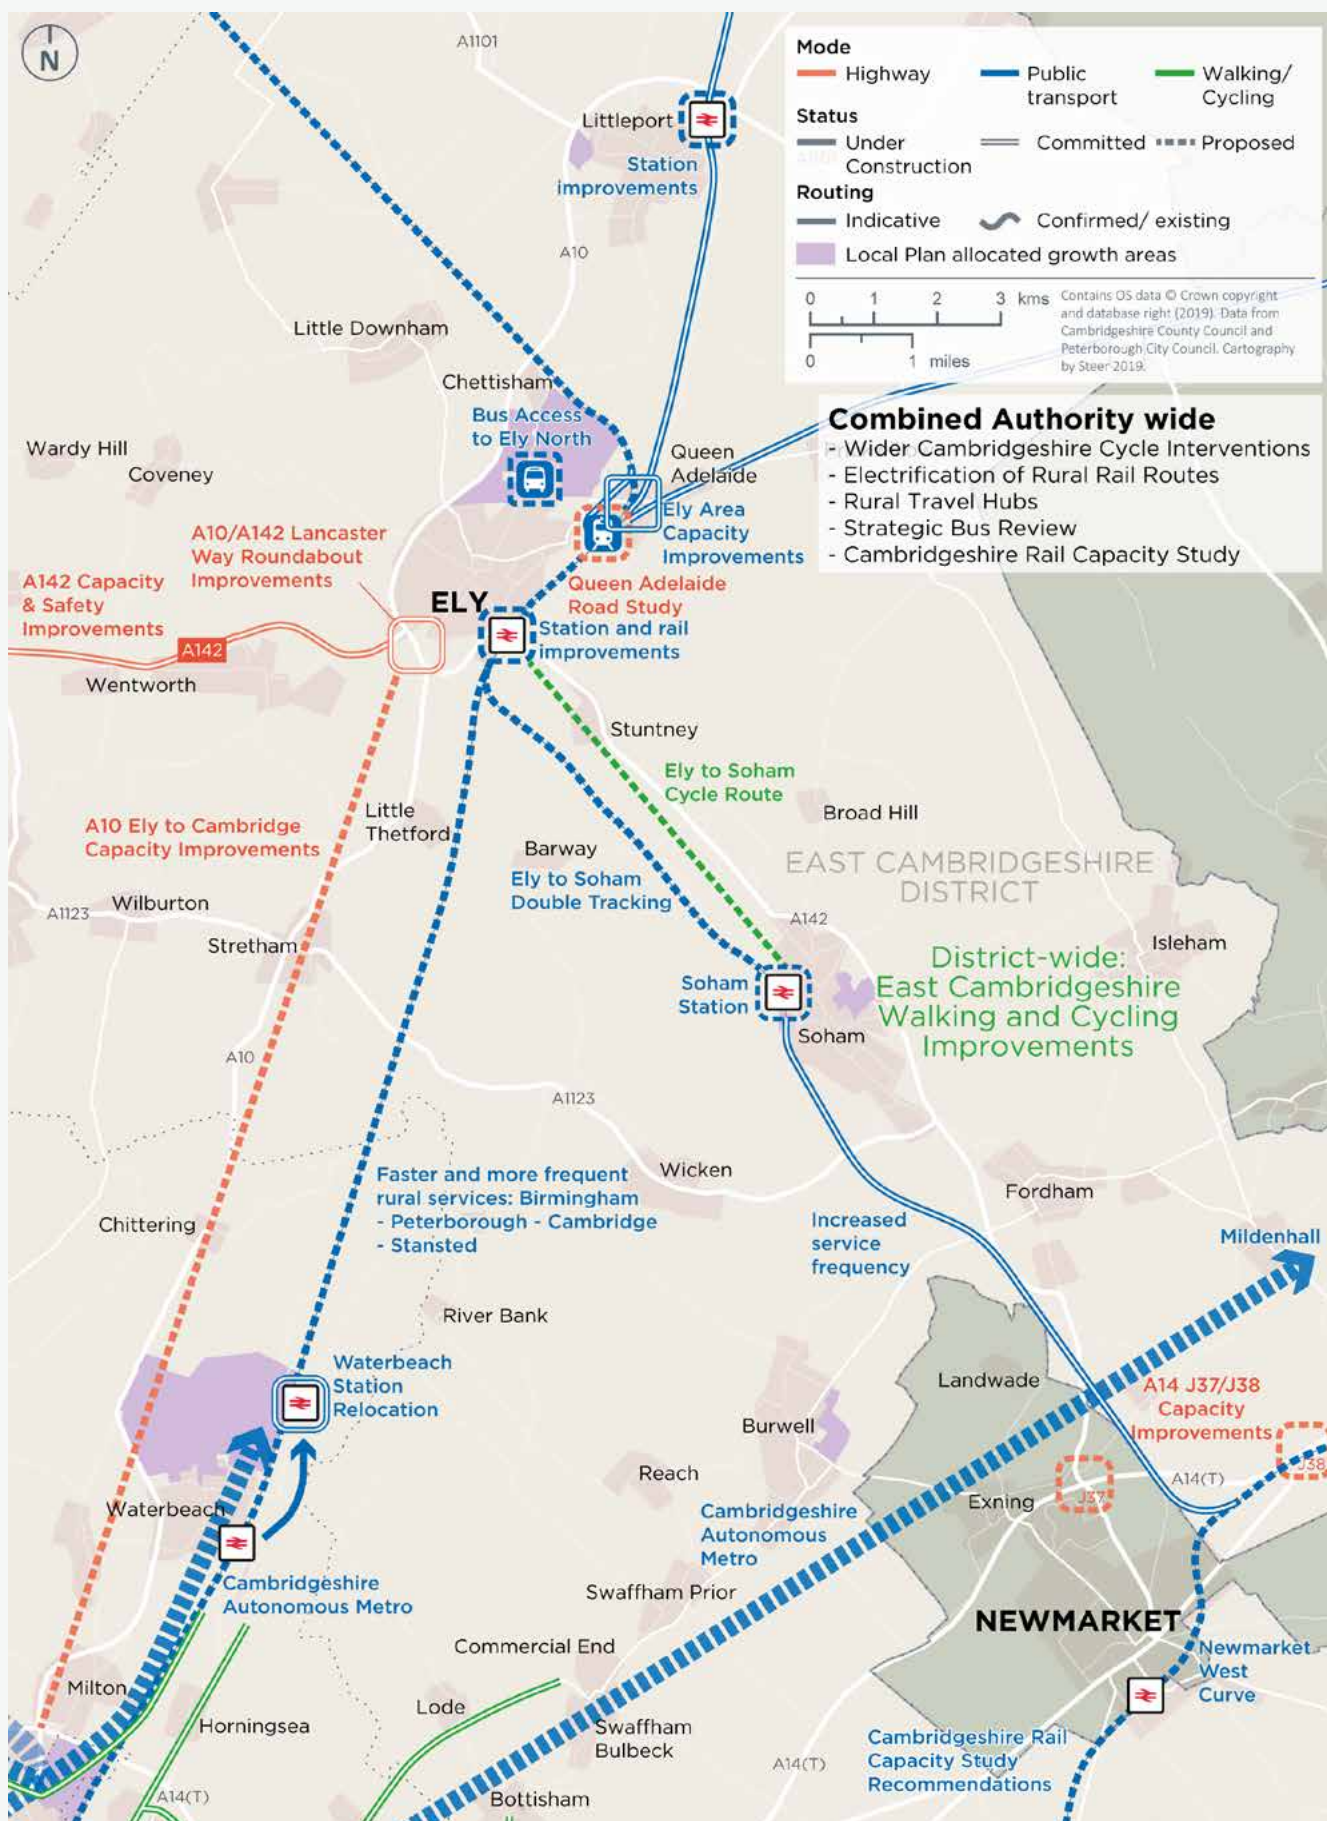 N
A1101
Mode
Highway
Public
transport
Walking/
Cycling
Status
Under
Construction
Committed
Proposed
Routing
Indicative
Confirmed/ existing
Local Plan allocated growth areas
0 1 2 3 kms
0 1 miles
Contains OS data © Crown copyright
and database right (2019). Data from
Cambridgeshire County Council and
Peterborough City Council. Cartography
by Steer 2019.
Combined Authority wide
- Wider Cambridgeshire Cycle Interventions
- Electrification of Rural Rail Routes
- Rural Travel Hubs
- Strategic Bus Review
- Cambridgeshire Rail Capacity Study
Littleport
Station
improvements
A10
Little Downham
Chettisham
Bus Access
to Ely North
Queen
Adelaide
Wardy Hill
Coveney
Ely Area
Capacity
Improvements
A10/A142 Lancaster
Way Roundabout
Improvements
A142 Capacity
& Safety
Improvements
ELY
Queen Adelaide
Road Study
Station and rail
improvements
A142
Wentworth
Stuntney
Ely to Soham
Cycle Route
Little
Thetford
Broad Hill
A10 Ely to Cambridge
Capacity Improvements
Barway
Ely to Soham
Double Tracking
EAST CAMBRIDGESHIRE
DISTRICT
A1123
Wilburton
A142
Stretham
Isleham
District-wide:
East Cambridgeshire
Walking and Cycling
Improvements
Soham
Station
Soham
A10
A1123
Wicken
Fordham
Faster and more frequent
rural services: Birmingham
- Peterborough - Cambridge
- Stansted
Chittering
Increased
service
frequency
Mildenhall
River Bank
Waterbeach
Station
Relocation
Landwade
A14 J37/J38
Capacity
Improvements
Burwell
J38
Reach
A14(T)
Exning
J37
Waterbeach
Cambridgeshire
Autonomous
Metro
Cambridgeshire
Autonomous Metro
Swaffham Prior
NEWMARKET
Commercial End
Newmarket
West
Curve
Milton
Lode
Horningsea
Swaffham
Bulbeck
Cambridgeshire Rail
Capacity Study
Recommendations
A14(T)
A14(T)
Bottisham